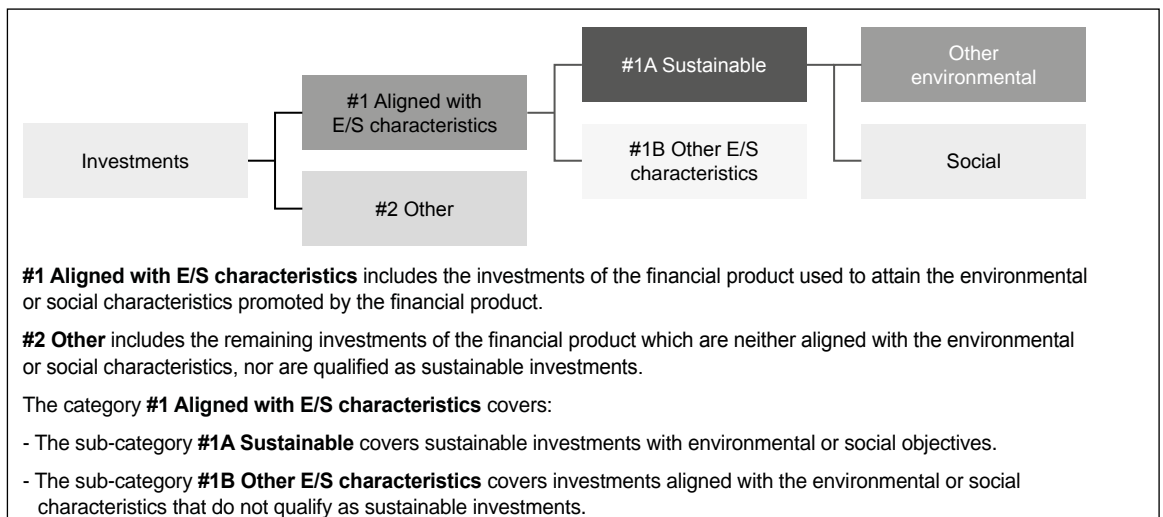 #1A Sustainable
Other
environmental
#1 Aligned with
E/S characteristics
Investments
#1B Other E/S
characteristics
Social
#2 Other
#1 Aligned with E/S characteristics includes the investments of the financial product used to attain the environmental
or social characteristics promoted by the financial product.
#2 Other includes the remaining investments of the financial product which are neither aligned with the environmental
or social characteristics, nor are qualified as sustainable investments.
The category #1 Aligned with E/S characteristics covers:
- The sub-category #1A Sustainable covers sustainable investments with environmental or social objectives.
- The sub-category #1B Other E/S characteristics covers investments aligned with the environmental or social
characteristics that do not qualify as sustainable investments.